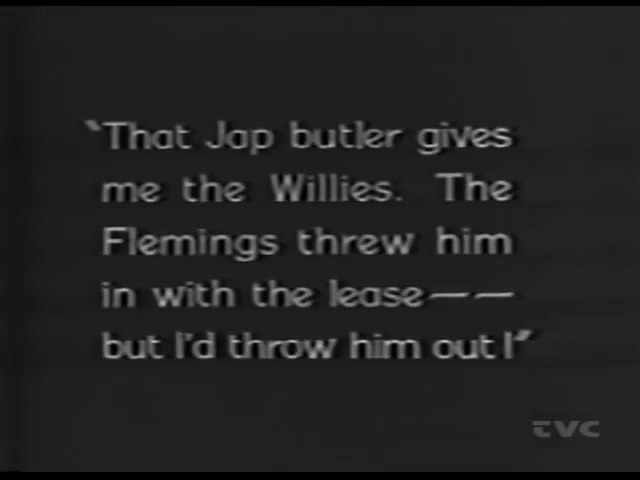 "That Jap butler gives
me the Willies. The
Flemings threw him
in with the lease——
but I'd throw him out!"
TVC